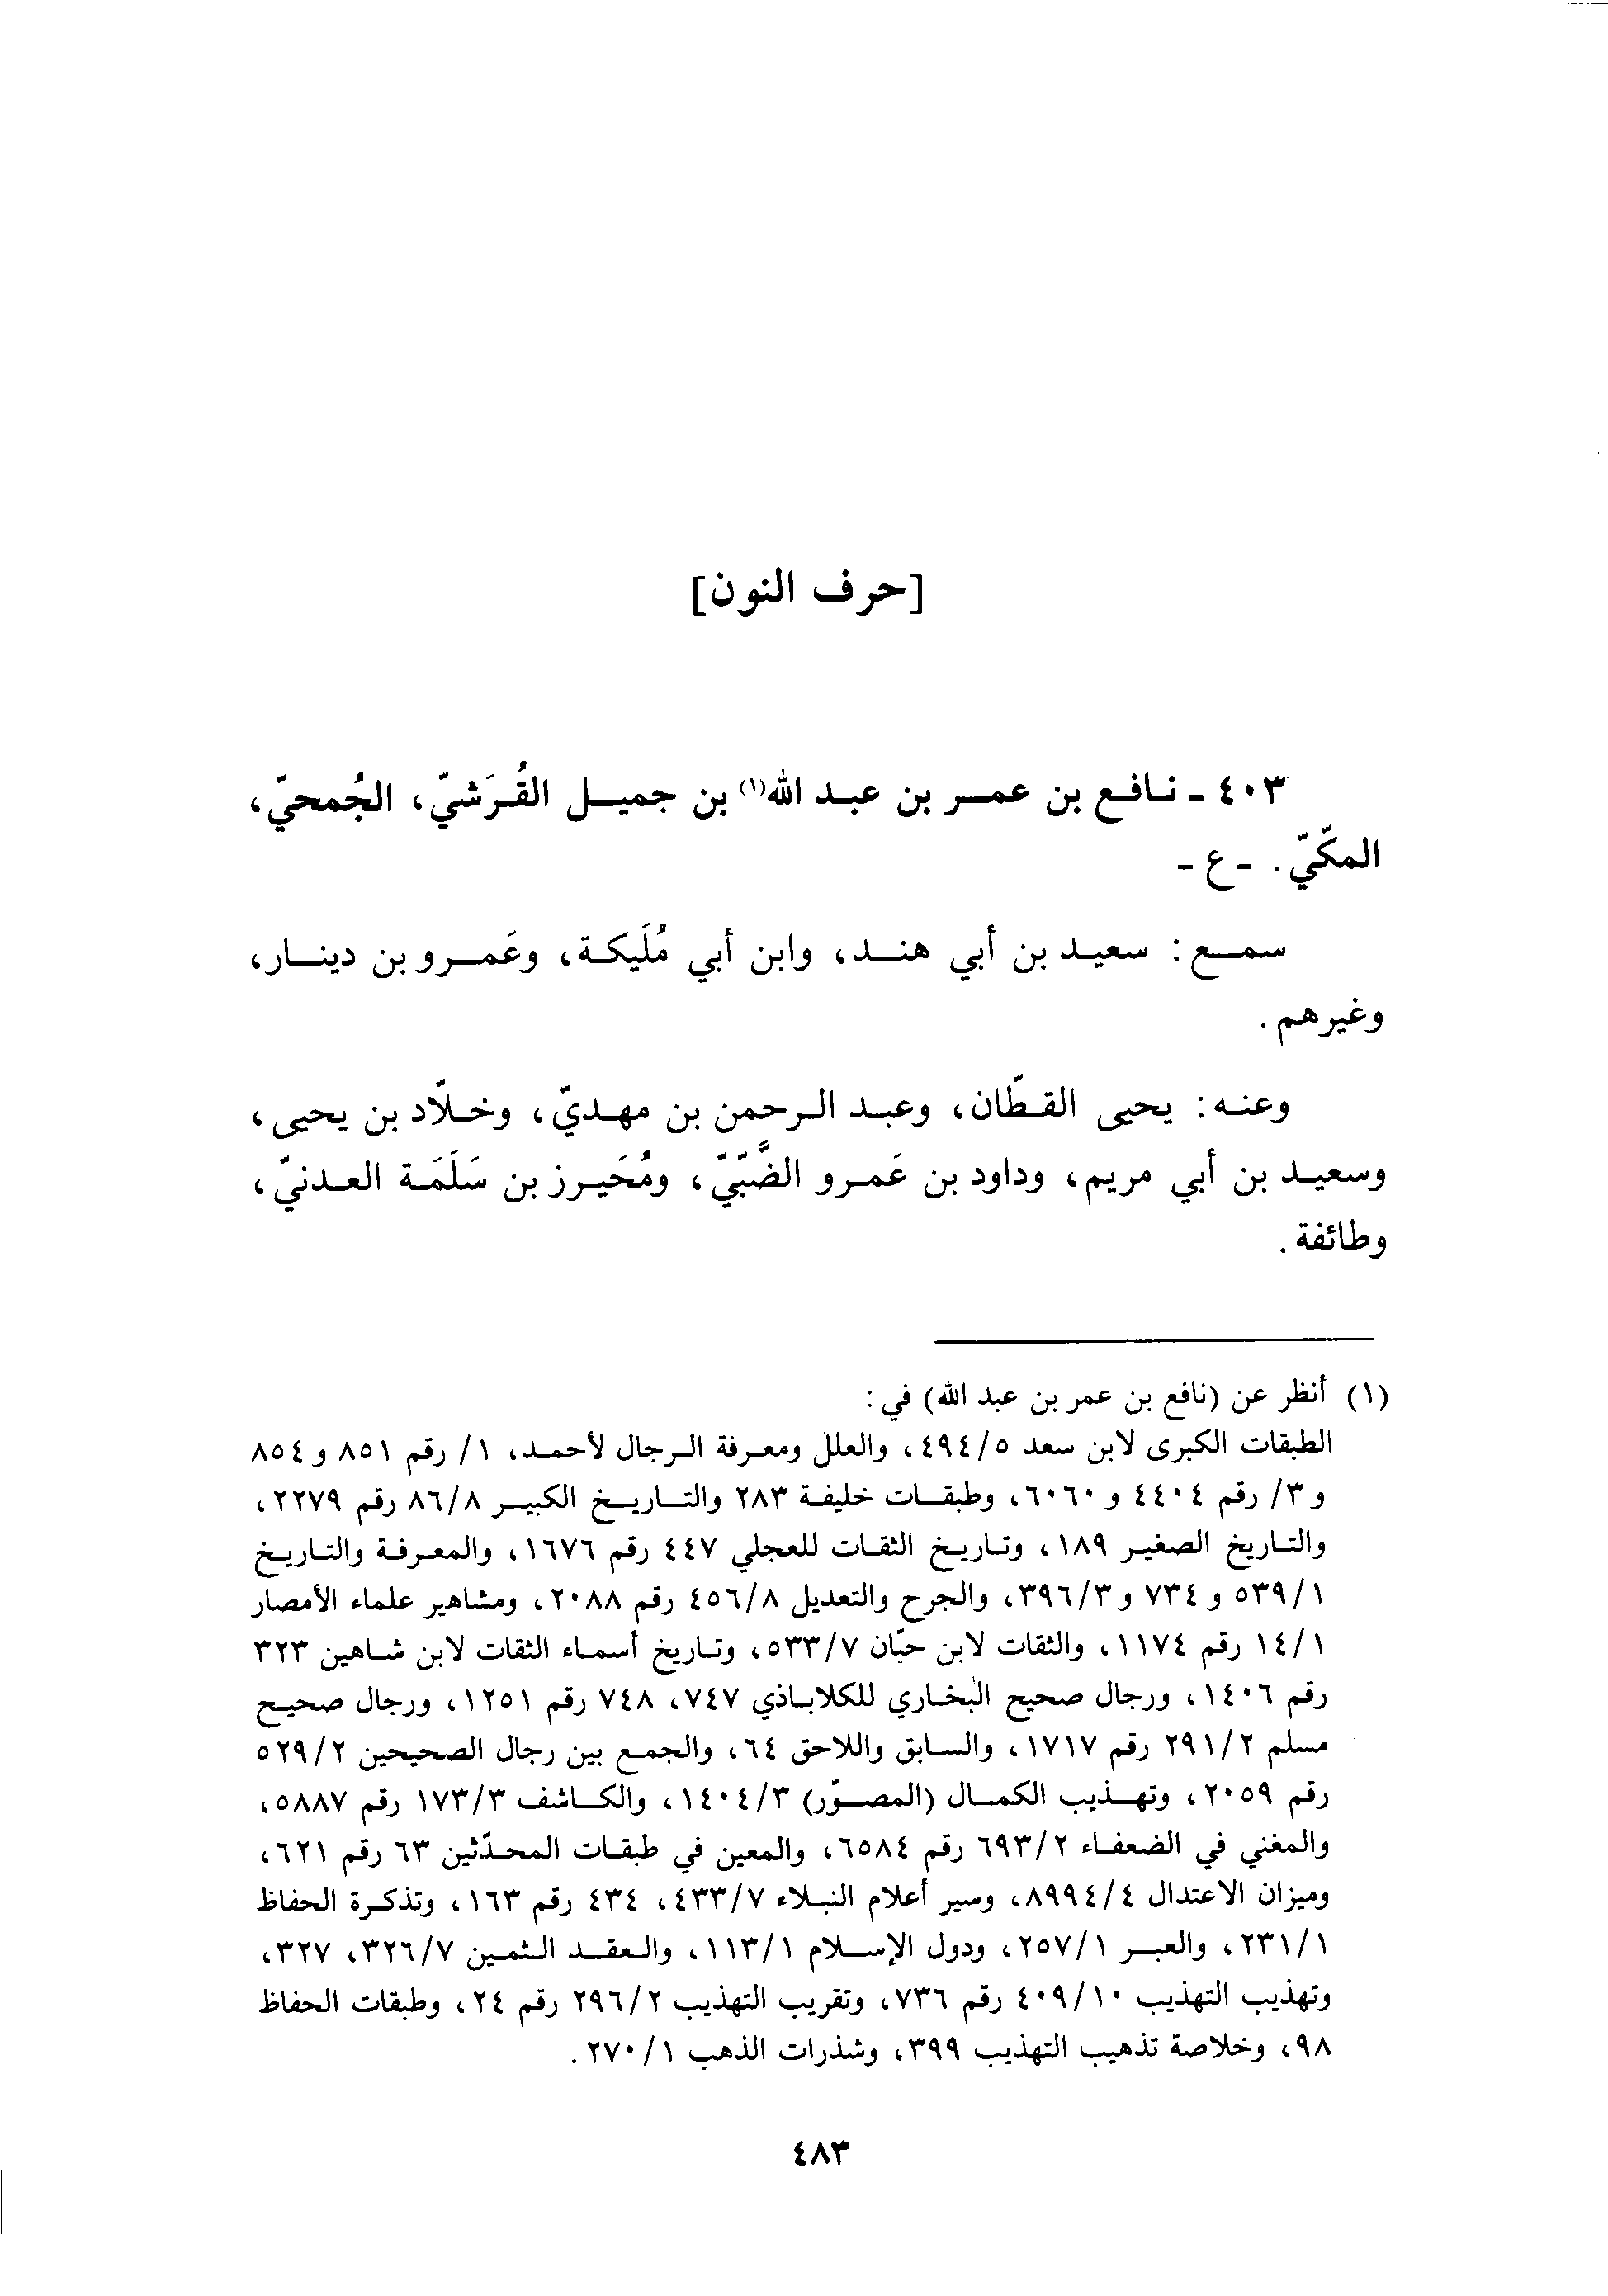 [حرف النون]
٤٠٣ - نافع بن عمر بن عبد الله(١) بن جميل القُرَشيّ، الجُمحيّ،
المكّيّ. - ع -
سمع: سعيد بن أبي هند، وابن أبي مُلَيكة، وعَمرو بن دينار،
وغيرهم.
وعنه: يحيى القطّان، وعبد الرحمن بن مهديّ، وخلّاد بن يحيى،
وسعيد بن أبي مريم، وداود بن عَمرو الضَّبّيّ، ومُحَيرز بن سَلَمَة العدنيّ،
وطائفة.
(١) أنظر عن (نافع بن عمر بن عبد الله) في:
الطبقات الكبرى لابن سعد ٤٩٤/٥، والعلل ومعرفة الرجال لأحمد، ١/ رقم ٨٥١ و ٨٥٤
و ٣/ رقم ٤٤٠٤ و ٦٠٦٠، وطبقات خليفة ٢٨٣ والتاريخ الكبير ٨٦/٨ رقم ٢٢٧٩،
والتاريخ الصغير ١٨٩، وتاريخ الثقات للعجلي ٤٤٧ رقم ١٦٧٦، والمعرفة والتاريخ
٥٣٩/١ و ٧٣٤ و ٣٩٦/٣، والجرح والتعديل ٤٥٦/٨ رقم ٢٠٨٨، ومشاهير علماء الأمصار
١٤/١ رقم ١١٧٤، والثقات لابن حبّان ٥٣٣/٧، وتاريخ أسماء الثقات لابن شاهين ٣٢٣
رقم ١٤٠٦، ورجال صحيح البخاري للكلاباذي ٧٤٧، ٧٤٨ رقم ١٢٥١، ورجال صحيح
مسلم ٢٩١/٢ رقم ١٧١٧، والسابق واللاحق ٦٤، والجمع بين رجال الصحيحين ٥٢٩/٢
رقم ٢٠٥٩، وتهذيب الكمال (المصوّر) ١٤٠٤/٣، والكاشف ١٧٣/٣ رقم ٥٨٨٧،
والمغني في الضعفاء ٦٩٣/٢ رقم ٦٥٨٤، والمعين في طبقات المحدّثين ٦٣ رقم ٦٢١،
وميزان الاعتدال ٨٩٩٤/٤، وسير أعلام النبلاء ٤٣٣/٧، ٤٣٤ رقم ١٦٣، وتذكرة الحفاظ
٢٣١/١، والعبر ٢٥٧/١، ودول الإسلام ١١٣/١، والعقد الثمين ٣٢٦/٧، ٣٢٧،
وتهذيب التهذيب ٤٠٩/١٠ رقم ٧٣٦، وتقريب التهذيب ٢٩٦/٢ رقم ٢٤، وطبقات الحفاظ
٩٨، وخلاصة تذهيب التهذيب ٣٩٩، وشذرات الذهب ٢٧٠/١.
٤٨٣